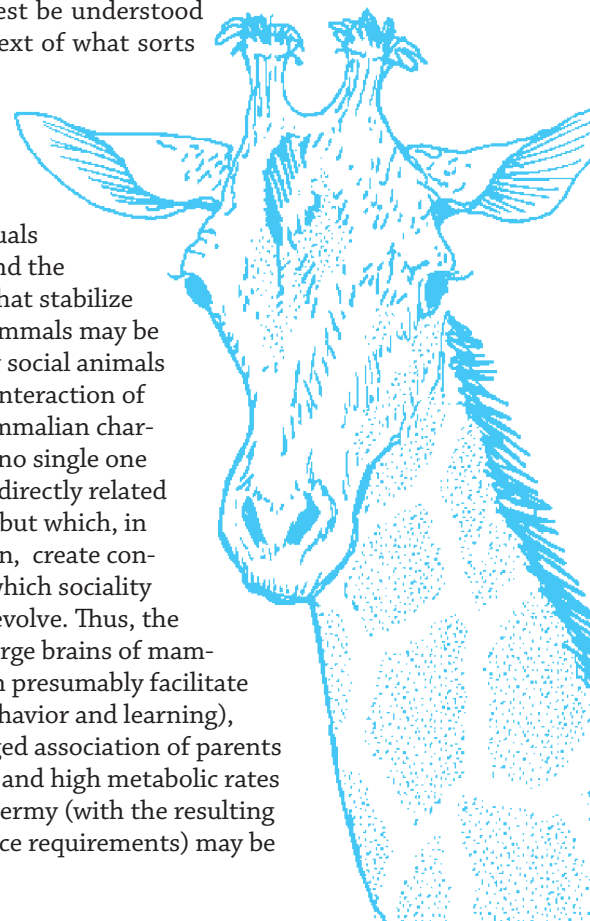 est be understood
ext of what sorts
uals
nd the
hat stabilize
mmals may be
social animals
nteraction of
mmalian char-
no single one
directly related
but which, in
n, create con-
which sociality
evolve. Thus, the
rge brains of mam-
h presumably facilitate
havior and learning),
ged association of parents
and high metabolic rates
ermy (with the resulting
ce requirements) may be